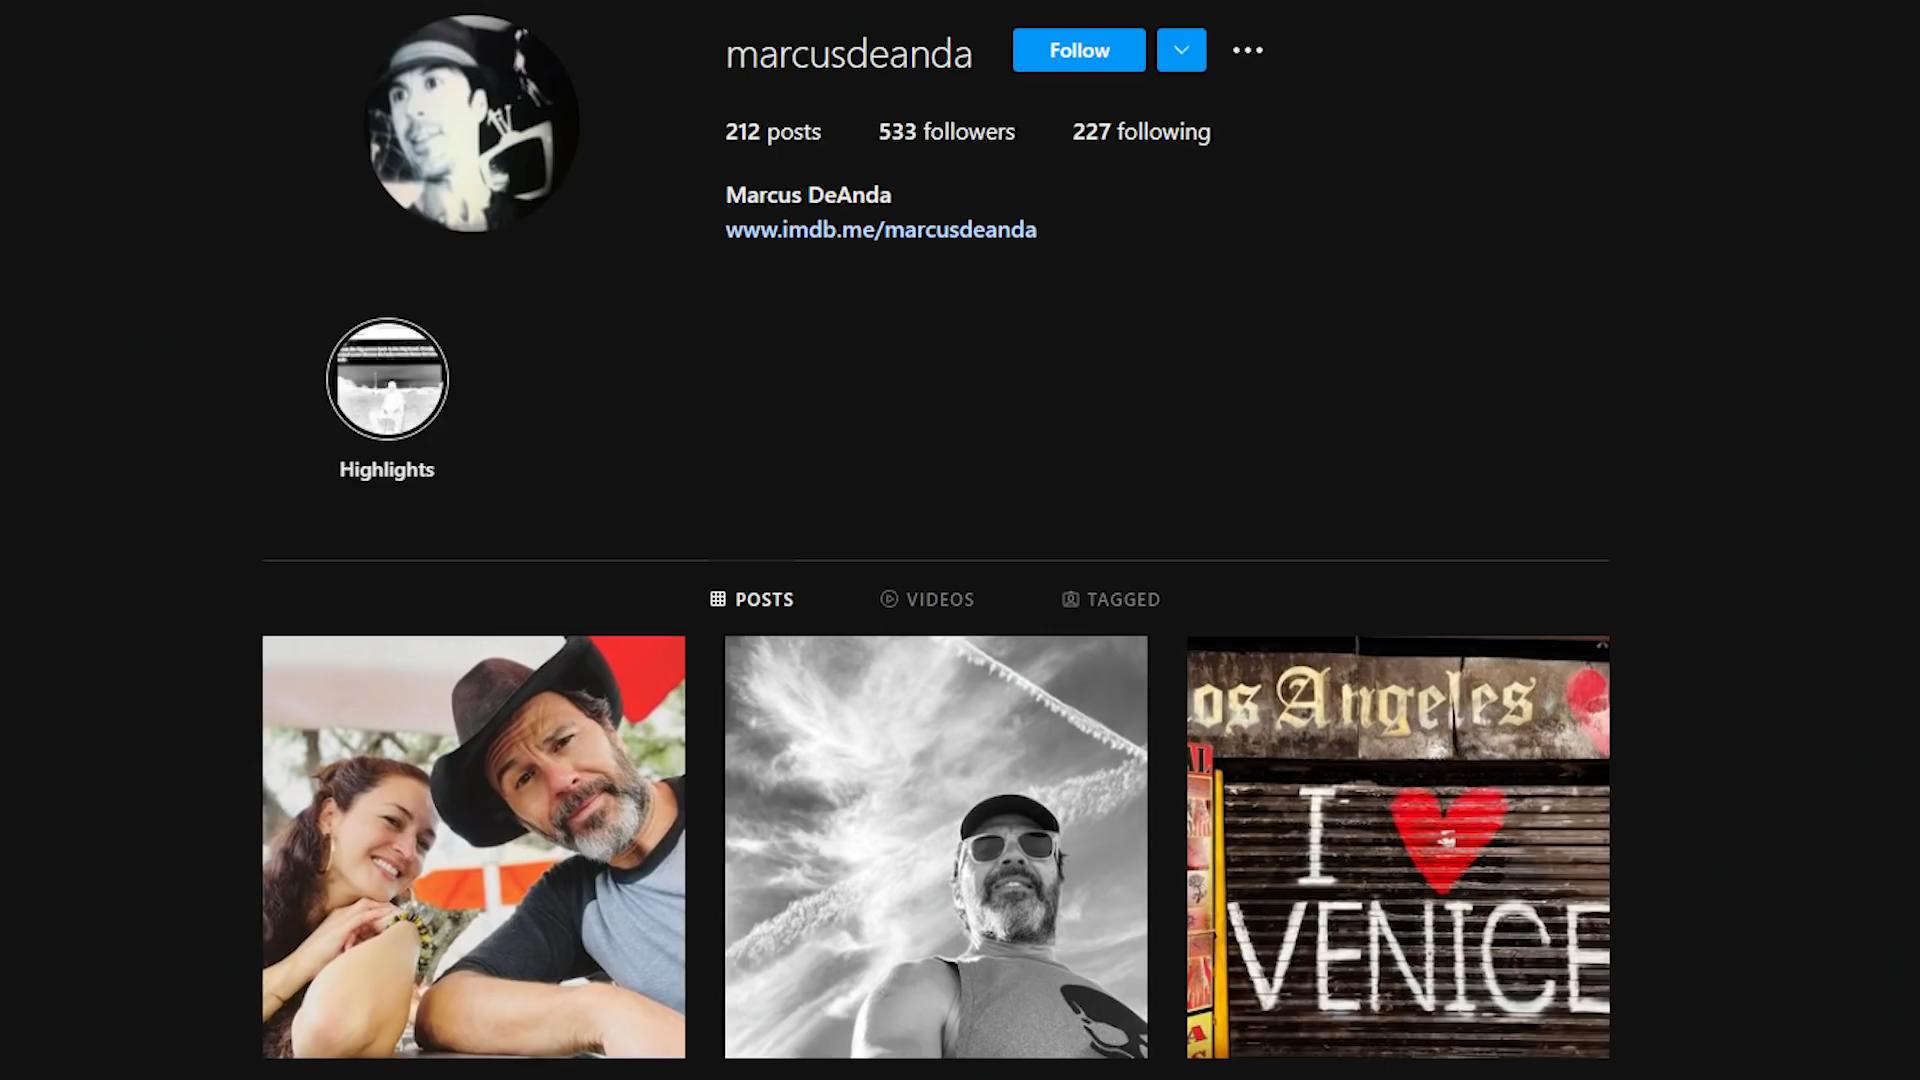 marcusdeanda
Follow
212 posts 533 followers 227 following
Marcus DeAnda
www.imdb.me/marcusdeanda
Highlights
POSTS VIDEOS TAGGED
os Angeles
I
VENICE